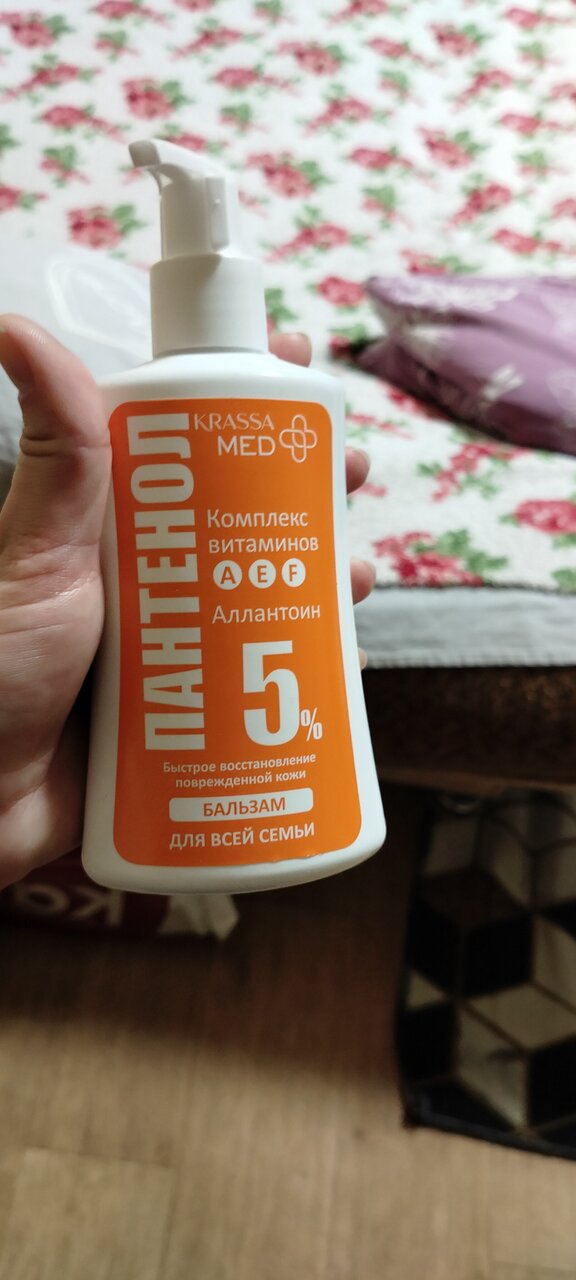 KRASSA
MED
ПАНТЕНОЛ
Комплекс
витаминов
A E F
Аллантоин
5%
Быстрое восстановление
поврежденной кожи
БАЛЬЗАМ
ДЛЯ ВСЕЙ СЕМЬИ